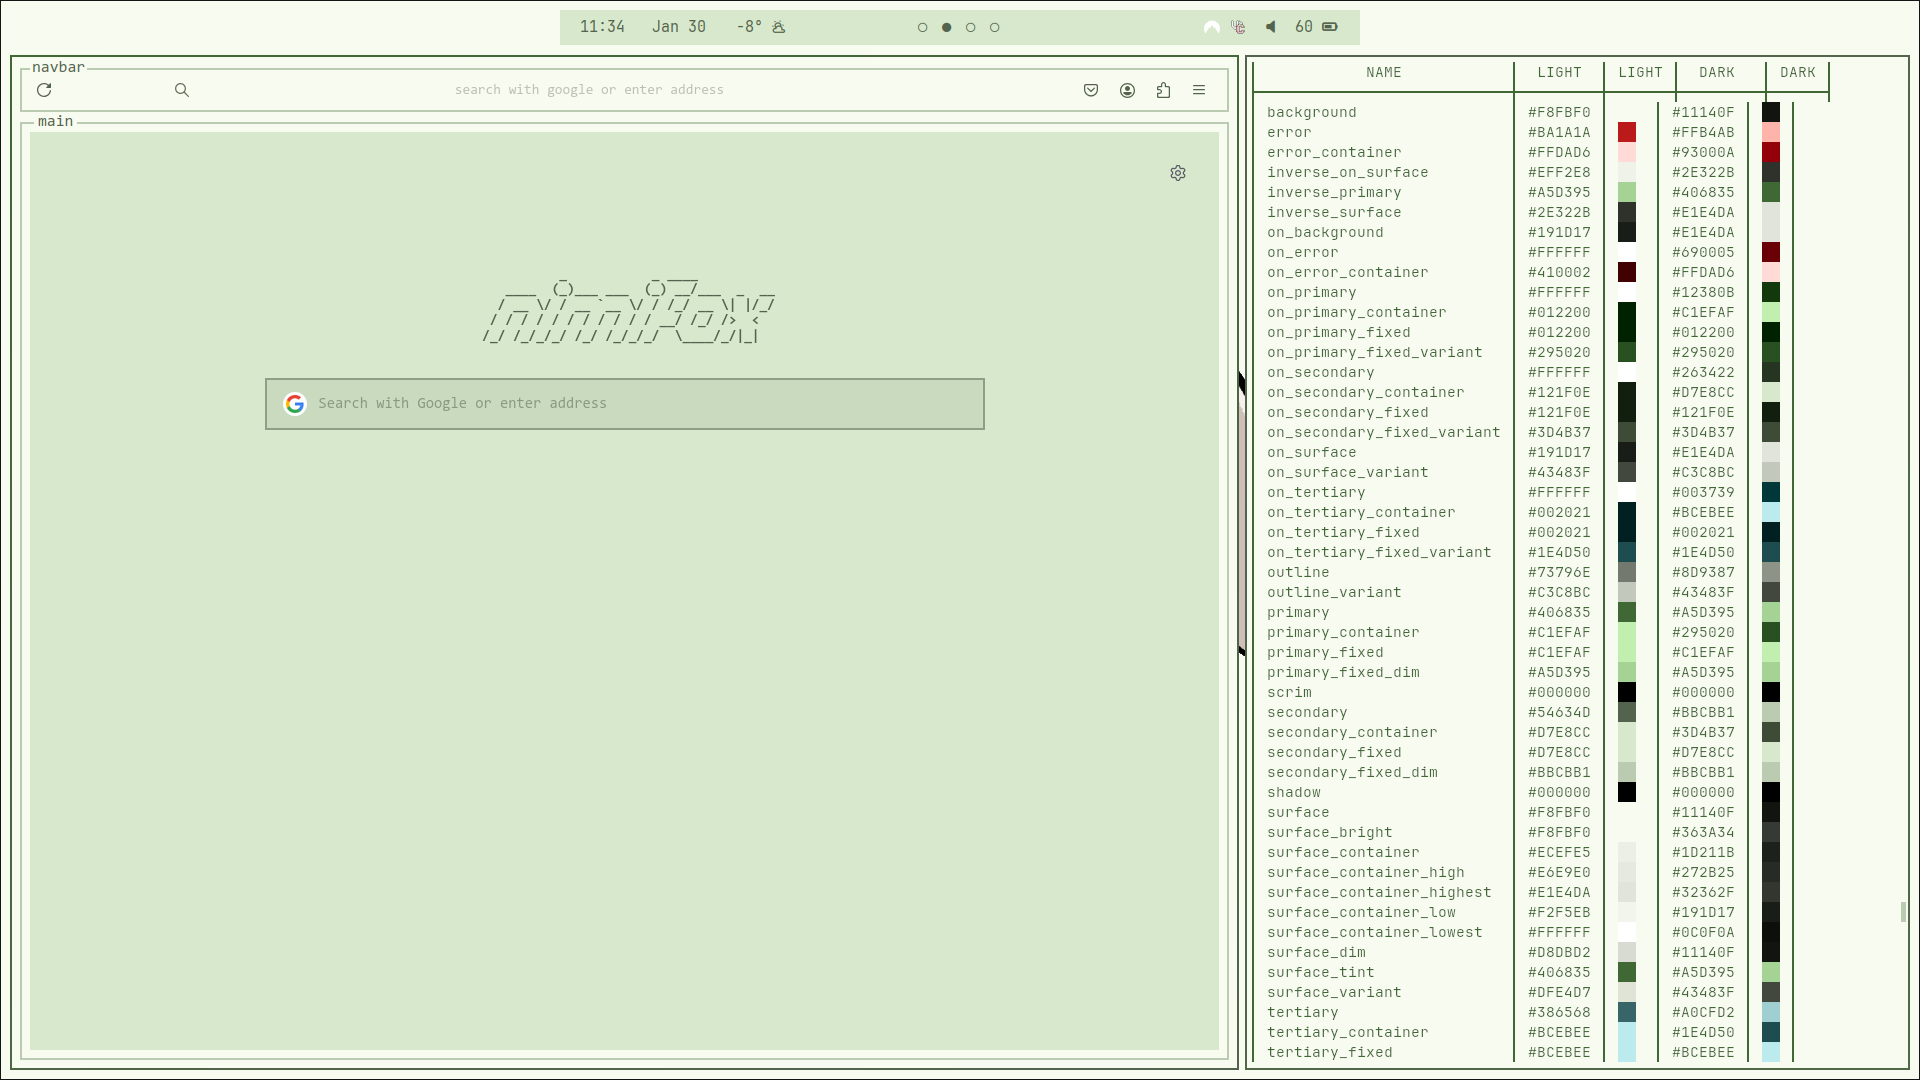 11:34 Jan 30 -8° 60
navbar
search with google or enter address
main
minifox
Search with Google or enter address
NAME LIGHT LIGHT DARK DARK
background #F8FBF0 #11140F
error #BA1A1A #FFB4AB
error_container #FFDAD6 #93000A
inverse_on_surface #EFF2E8 #2E322B
inverse_primary #A5D395 #406835
inverse_surface #2E322B #E1E4DA
on_background #191D17 #E1E4DA
on_error #FFFFFF #690005
on_error_container #410002 #FFDAD6
on_primary #FFFFFF #12380B
on_primary_container #012200 #C1EFAF
on_primary_fixed #012200 #012200
on_primary_fixed_variant #295020 #295020
on_secondary #FFFFFF #263422
on_secondary_container #121F0E #D7E8CC
on_secondary_fixed #121F0E #121F0E
on_secondary_fixed_variant #3D4B37 #3D4B37
on_surface #191D17 #E1E4DA
on_surface_variant #43483F #C3C8BC
on_tertiary #FFFFFF #003739
on_tertiary_container #002021 #BCEBEE
on_tertiary_fixed #002021 #002021
on_tertiary_fixed_variant #1E4D50 #1E4D50
outline #73796E #8D9387
outline_variant #C3C8BC #43483F
primary #406835 #A5D395
primary_container #C1EFAF #295020
primary_fixed #C1EFAF #C1EFAF
primary_fixed_dim #A5D395 #A5D395
scrim #000000 #000000
secondary #54634D #BBCBB1
secondary_container #D7E8CC #3D4B37
secondary_fixed #D7E8CC #D7E8CC
secondary_fixed_dim #BBCBB1 #BBCBB1
shadow #000000 #000000
surface #F8FBF0 #11140F
surface_bright #F8FBF0 #363A34
surface_container #ECEFE5 #1D211B
surface_container_high #E6E9E0 #272B25
surface_container_highest #E1E4DA #32362F
surface_container_low #F2F5EB #191D17
surface_container_lowest #FFFFFF #0C0F0A
surface_dim #D8DBD2 #11140F
surface_tint #406835 #A5D395
surface_variant #DFE4D7 #43483F
tertiary #386568 #A0CFD2
tertiary_container #BCEBEE #1E4D50
tertiary_fixed #BCEBEE #BCEBEE